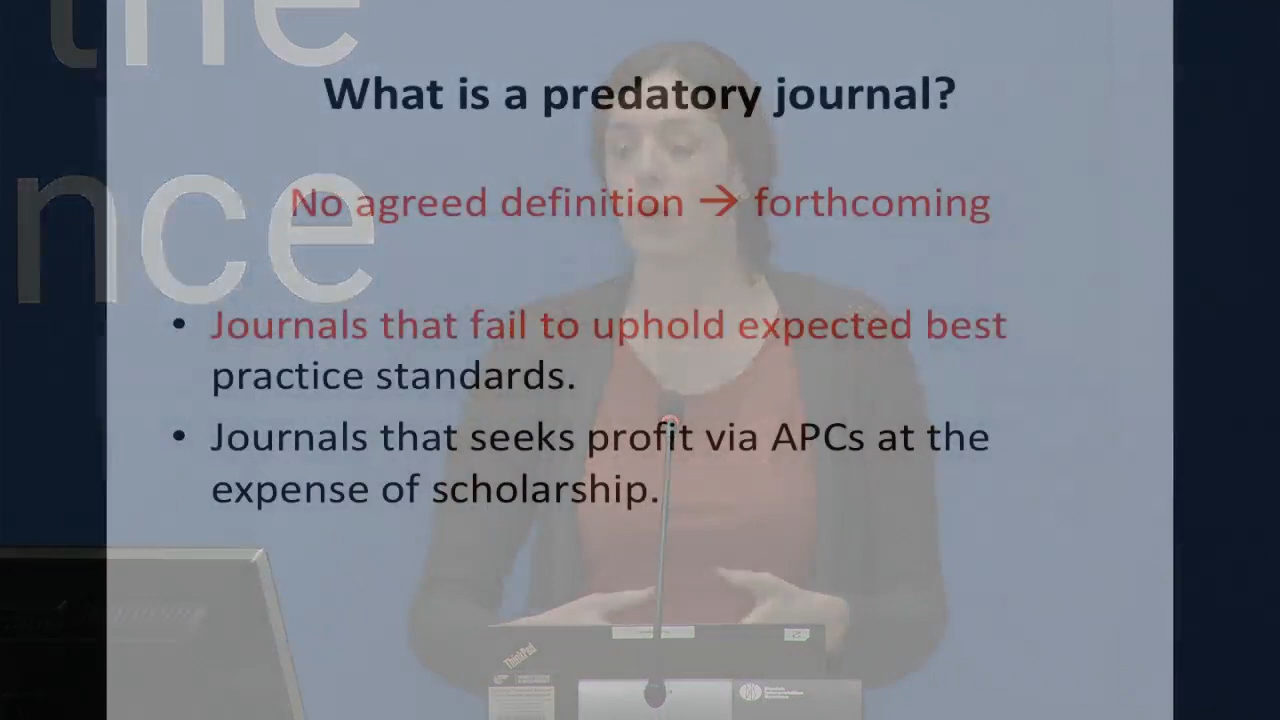 the
nce
What is a predatory journal?
No agreed definition → forthcoming
• Journals that fail to uphold expected best
practice standards.
• Journals that seeks profit via APCs at the
expense of scholarship.
ThinkPad